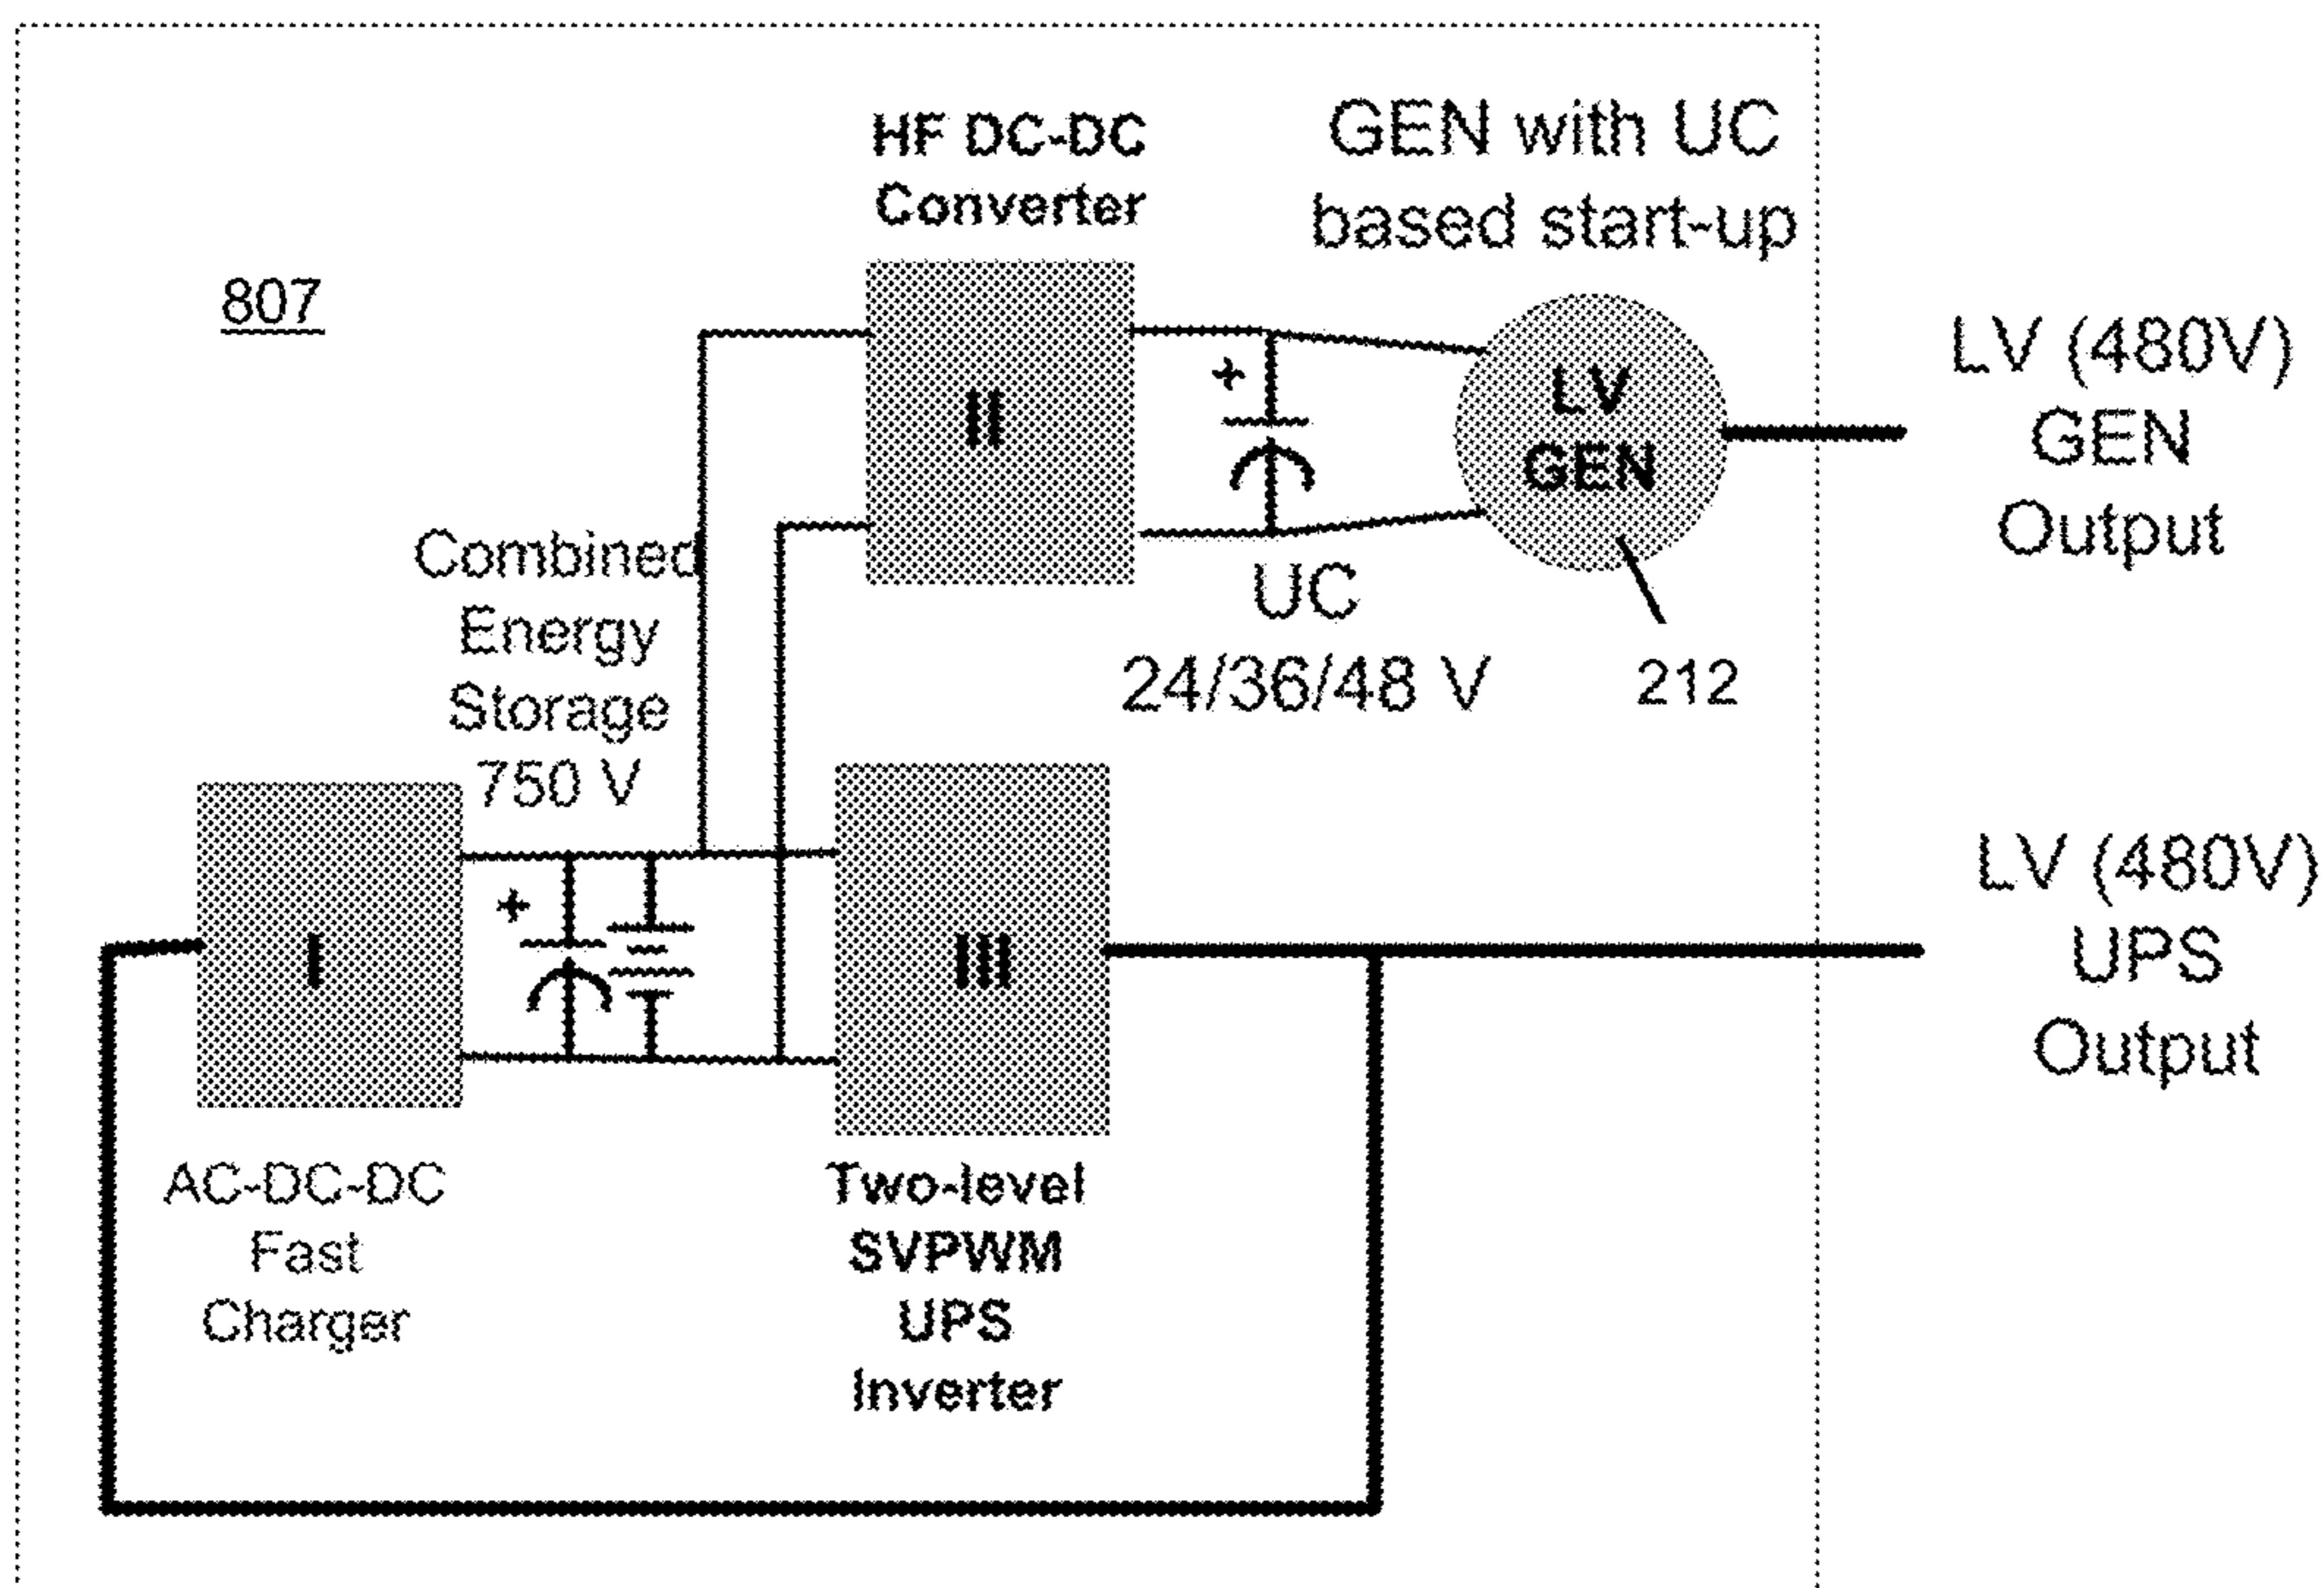 HF DC-DC
Converter
GEN with UC
based start-up
807
II
LV
GEN
LV (480V)
GEN
Output
Combined
Energy
Storage
750 V
UC
24/36/48 V
212
I
III
LV (480V)
UPS
Output
AC-DC-DC
Fast
Charger
Two-level
SVPWM
UPS
Inverter